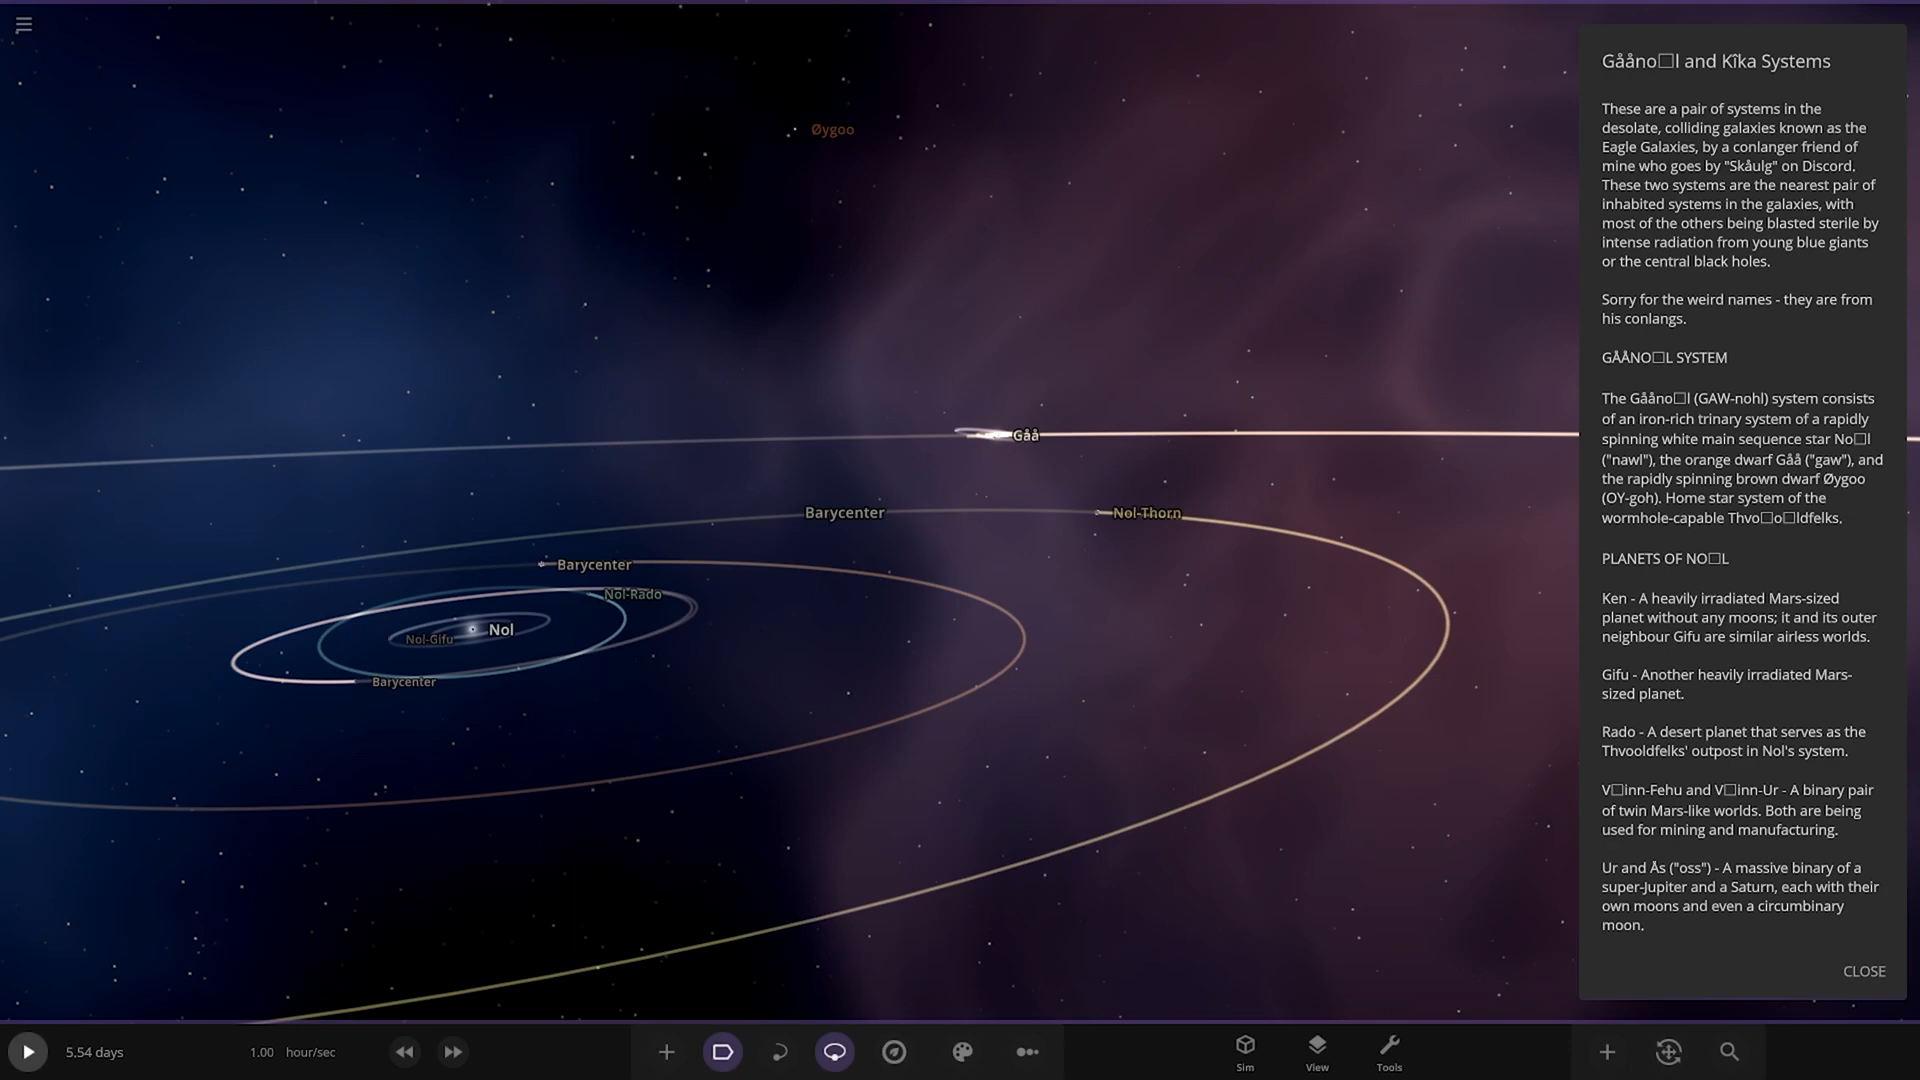 Øygoo
Gåå
Barycenter
Nol-Thorn
Barycenter
Nol-Rado
Nol
Nol-Gifu
Barycenter
Gååno□l and Kîka Systems
These are a pair of systems in the
desolate, colliding galaxies known as the
Eagle Galaxies, by a conlanger friend of
mine who goes by "Skåulg" on Discord.
These two systems are the nearest pair of
inhabited systems in the galaxies, with
most of the others being blasted sterile by
intense radiation from young blue giants
or the central black holes.
Sorry for the weird names - they are from
his conlangs.
GÅÅNO□L SYSTEM
The Gååno□l (GAW-nohl) system consists
of an iron-rich trinary system of a rapidly
spinning white main sequence star No□l
("nawl"), the orange dwarf Gåå ("gaw"), and
the rapidly spinning brown dwarf Øygoo
(OY-goh). Home star system of the
wormhole-capable Thvo□o□ldfelks.
PLANETS OF NO□L
Ken - A heavily irradiated Mars-sized
planet without any moons; it and its outer
neighbour Gifu are similar airless worlds.
Gifu - Another heavily irradiated Mars-
sized planet.
Rado - A desert planet that serves as the
Thvooldfelks' outpost in Nol's system.
V□inn-Fehu and V□inn-Ur - A binary pair
of twin Mars-like worlds. Both are being
used for mining and manufacturing.
Ur and Ås ("oss") - A massive binary of a
super-Jupiter and a Saturn, each with their
own moons and even a circumbinary
moon.
CLOSE
5.54 days
1.00 hour/sec
Sim
View
Tools